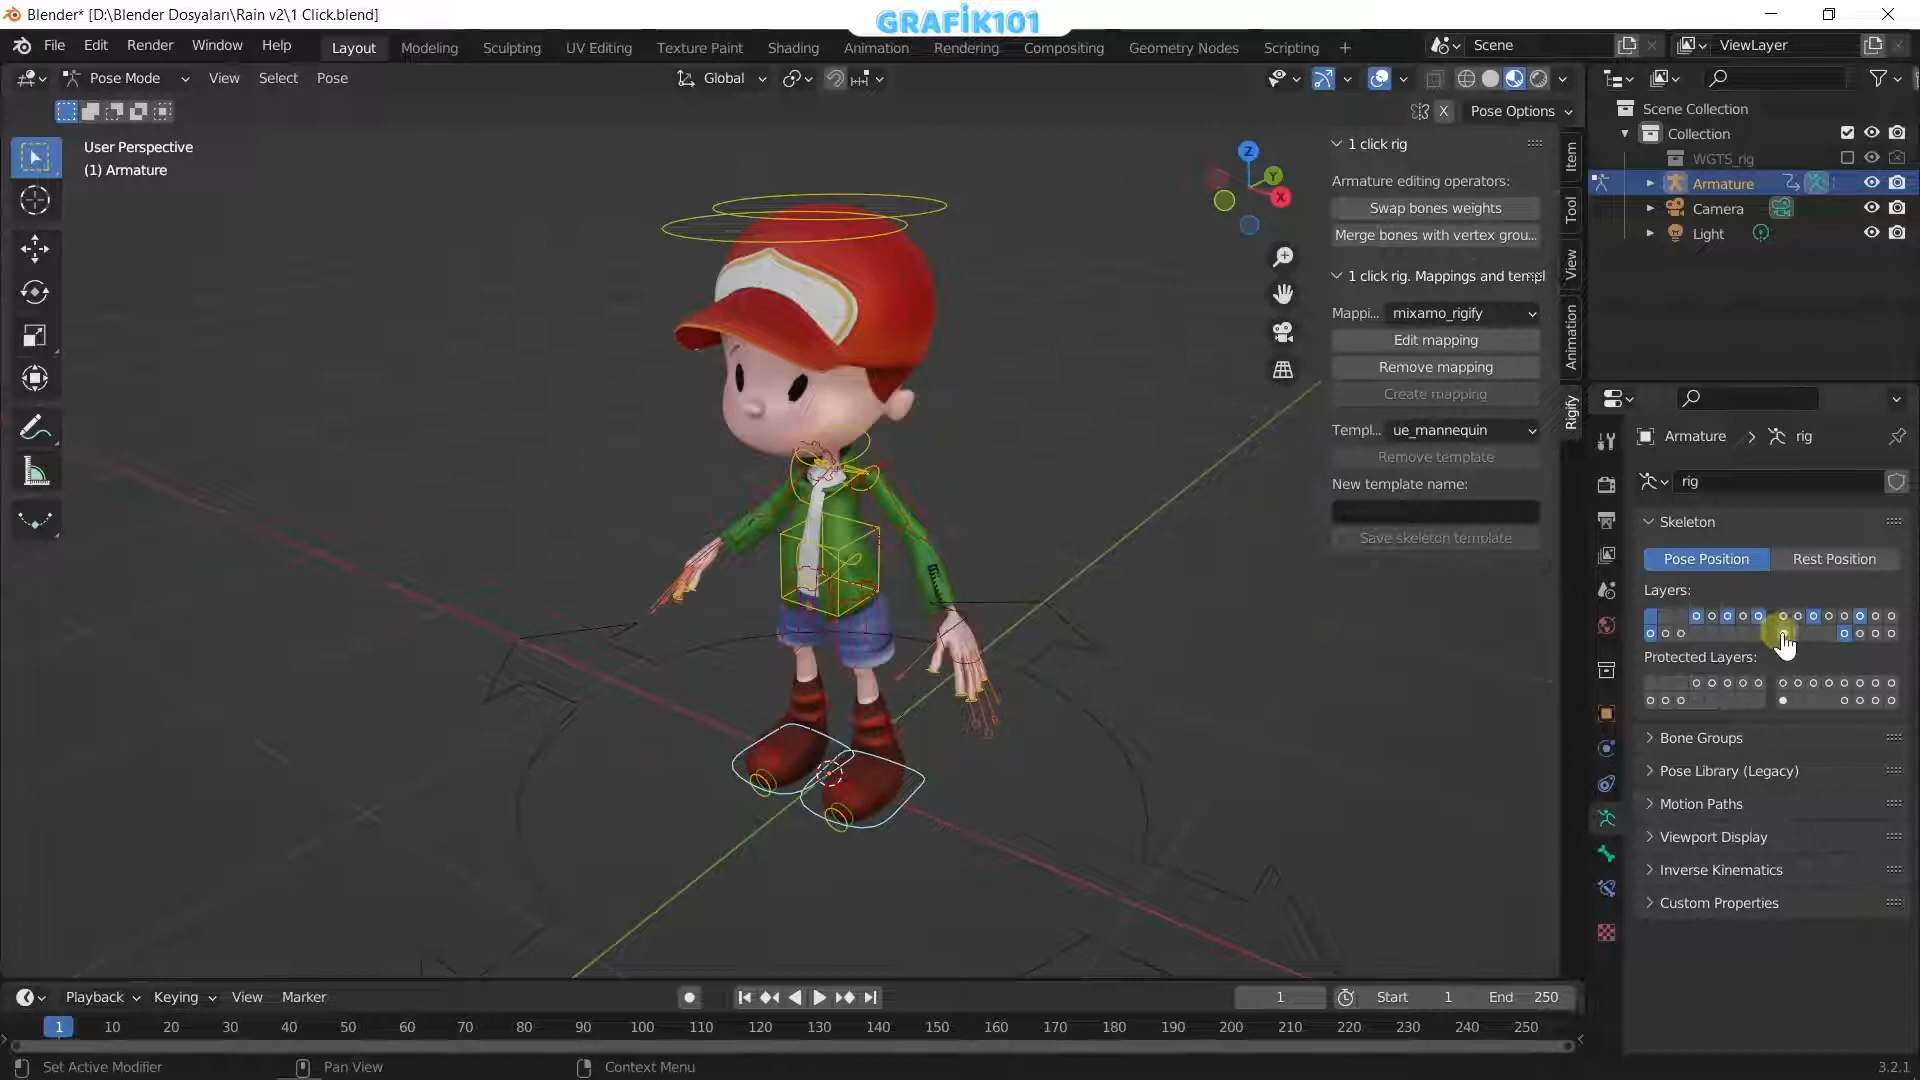 Blender* [D:\Blender Dosyaları\Rain v2\1 Click.blend]
GRAFİK101
File Edit Render Window Help
Layout Modeling Sculpting UV Editing Texture Paint Shading Animation Rendering Compositing Geometry Nodes Scripting +
Scene
ViewLayer
Pose Mode View Select Pose
Global
X Pose Options
User Perspective
(1) Armature
Z
Y
X
1 click rig
Armature editing operators:
Swap bones weights
Merge bones with vertex grou...
1 click rig. Mappings and templ
Mappi... mixamo_rigify
Edit mapping
Remove mapping
Create mapping
Templ... ue_mannequin
Remove template
New template name:
Save skeleton template
Item
Tool
View
Animation
Rigify
Scene Collection
Collection
WGTS_rig
Armature
Camera
Light
Armature > rig
rig
Skeleton
Pose Position Rest Position
Layers:
Protected Layers:
Bone Groups
Pose Library (Legacy)
Motion Paths
Viewport Display
Inverse Kinematics
Custom Properties
Playback Keying View Marker
1 Start 1 End 250
1 10 20 30 40 50 60 70 80 90 100 110 120 130 140 150 160 170 180 190 200 210 220 230 240 250
Set Active Modifier Pan View Context Menu 3.2.1